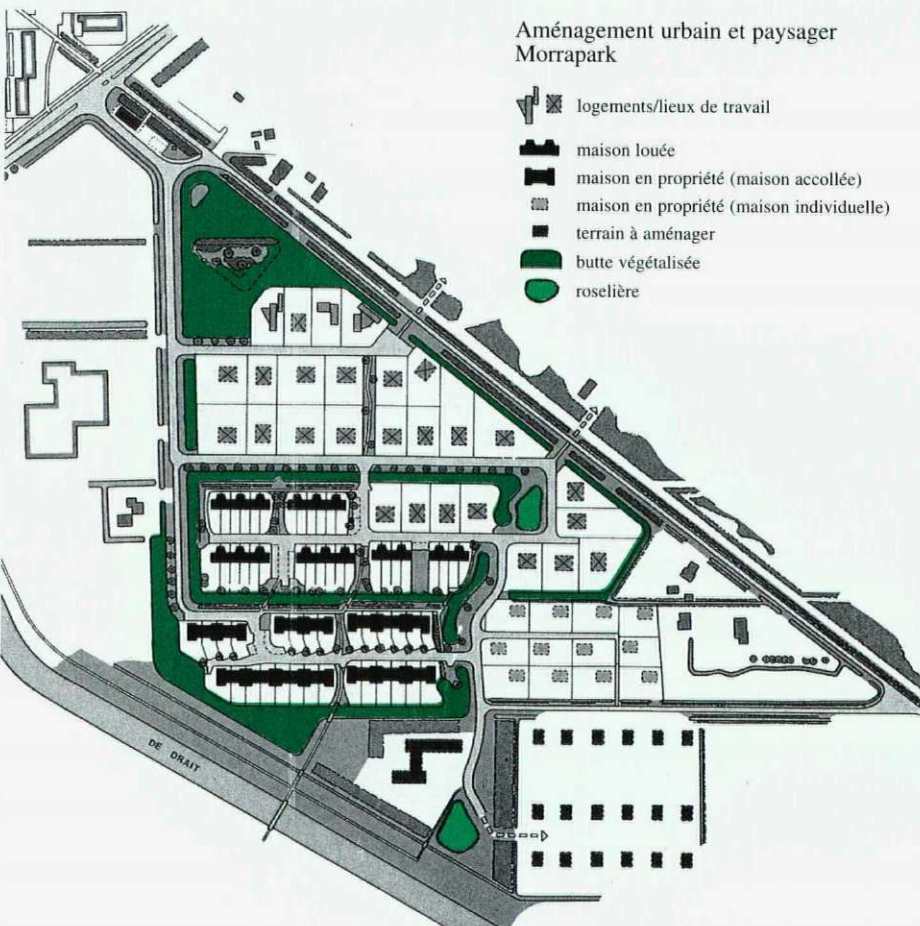 Aménagement urbain et paysager
Morrapark
logements/lieux de travail
maison louée
maison en propriété (maison accollée)
maison en propriété (maison individuelle)
terrain à aménager
butte végétalisée
roselière
DE DRAIT